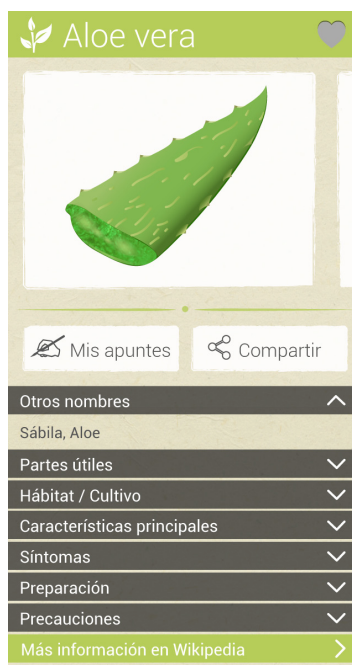 Aloe vera
Mis apuntes
Compartir
Otros nombres
Sábila, Aloe
Partes útiles
Hábitat / Cultivo
Características principales
Síntomas
Preparación
Precauciones
Más información en Wikipedia